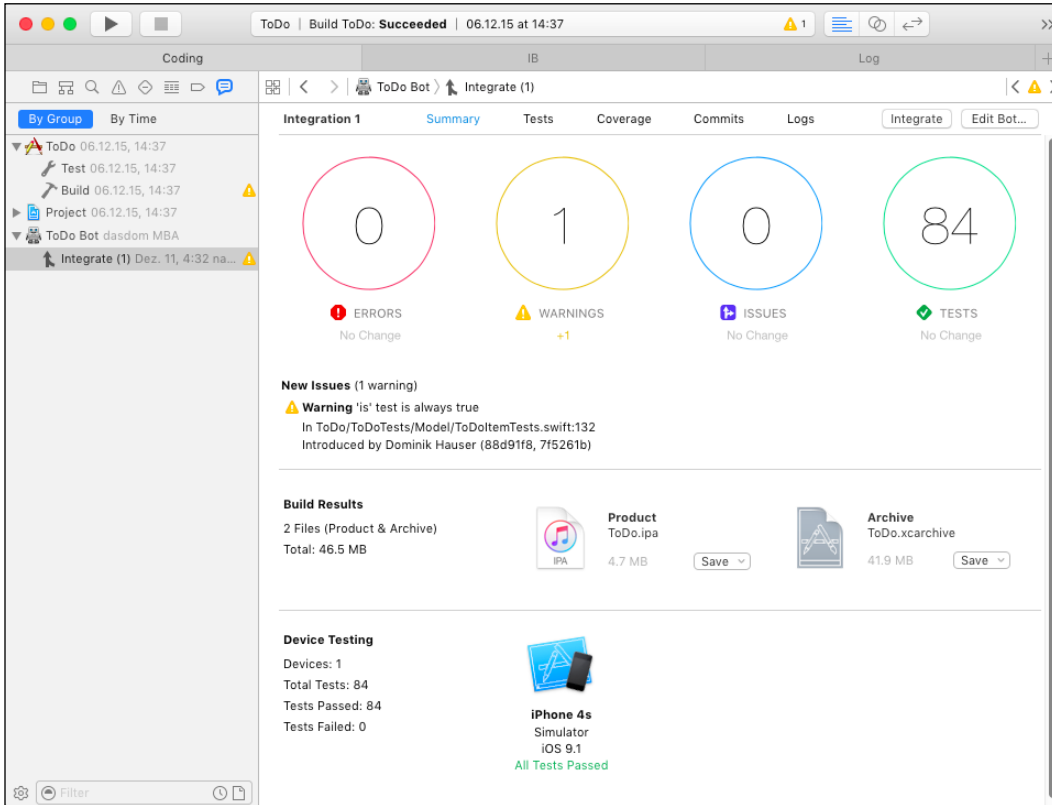 ToDo | Build ToDo: Succeeded | 06.12.15 at 14:37 1
Coding IB Log
ToDo Bot Integrate (1)
By Group By Time
Integration 1 Summary Tests Coverage Commits Logs Integrate Edit Bot...
ToDo 06.12.15, 14:37
Test 06.12.15, 14:37
Build 06.12.15, 14:37
Project 06.12.15, 14:37
ToDo Bot dasdom MBA
Integrate (1) Dez. 11, 4:32 na...
0 1 0 84
ERRORS WARNINGS ISSUES TESTS
No Change +1 No Change No Change
New Issues (1 warning)
Warning 'is' test is always true
In ToDo/ToDoTests/Model/ToDoItemTests.swift:132
Introduced by Dominik Hauser (88d91f8, 7f5261b)
Build Results
2 Files (Product & Archive)
Total: 46.5 MB
IPA
Product
ToDo.ipa
4.7 MB Save
Archive
ToDo.xcarchive
41.9 MB Save
Device Testing
Devices: 1
Total Tests: 84
Tests Passed: 84
Tests Failed: 0
iPhone 4s
Simulator
iOS 9.1
All Tests Passed
Filter